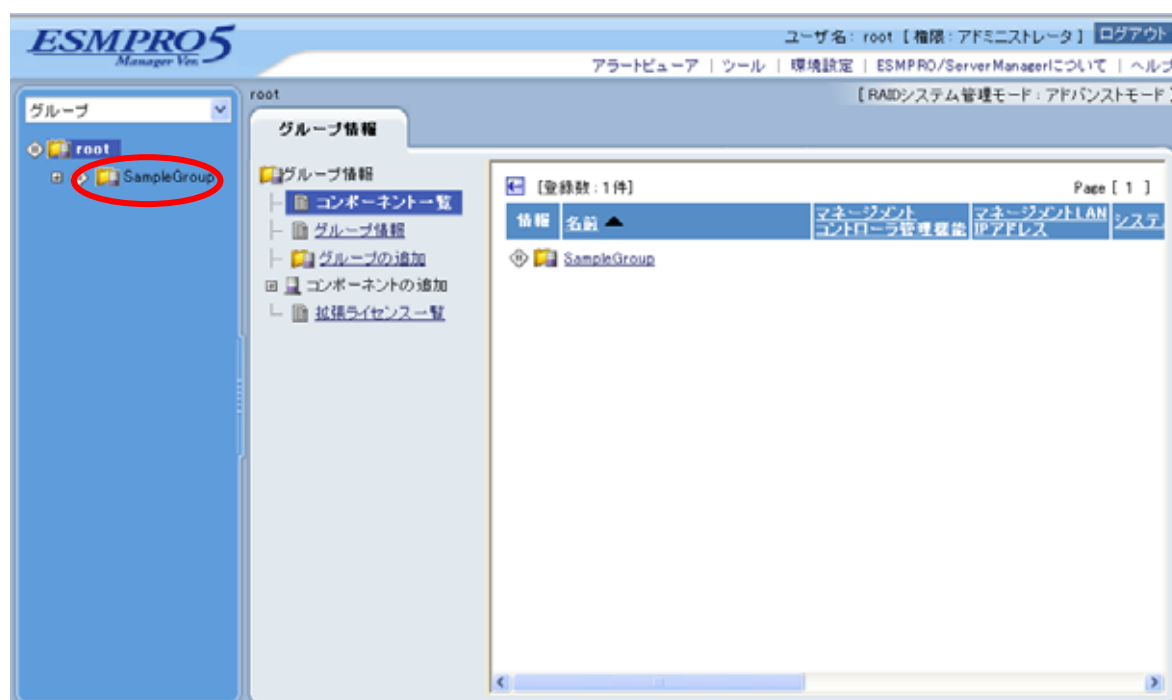 ESMPRO5
Manager Ver.
ユーザ名: root [ 権限: アドミニストレータ ] ログアウト
アラートビューア | ツール | 環境設定 | ESMPRO/ServerManagerについて | ヘルプ
グループ
root
SampleGroup
root
[ RAIDシステム管理モード : アドバンストモード ]
グループ情報
グループ情報
コンポーネント一覧
グループ情報
グループの追加
コンポーネントの追加
拡張ライセンス一覧
[登録数 : 1件] Page [ 1 ]
情報 名前 ▲ マネージメントコントローラ管理機能 マネージメントLAN IPアドレス システ
SampleGroup